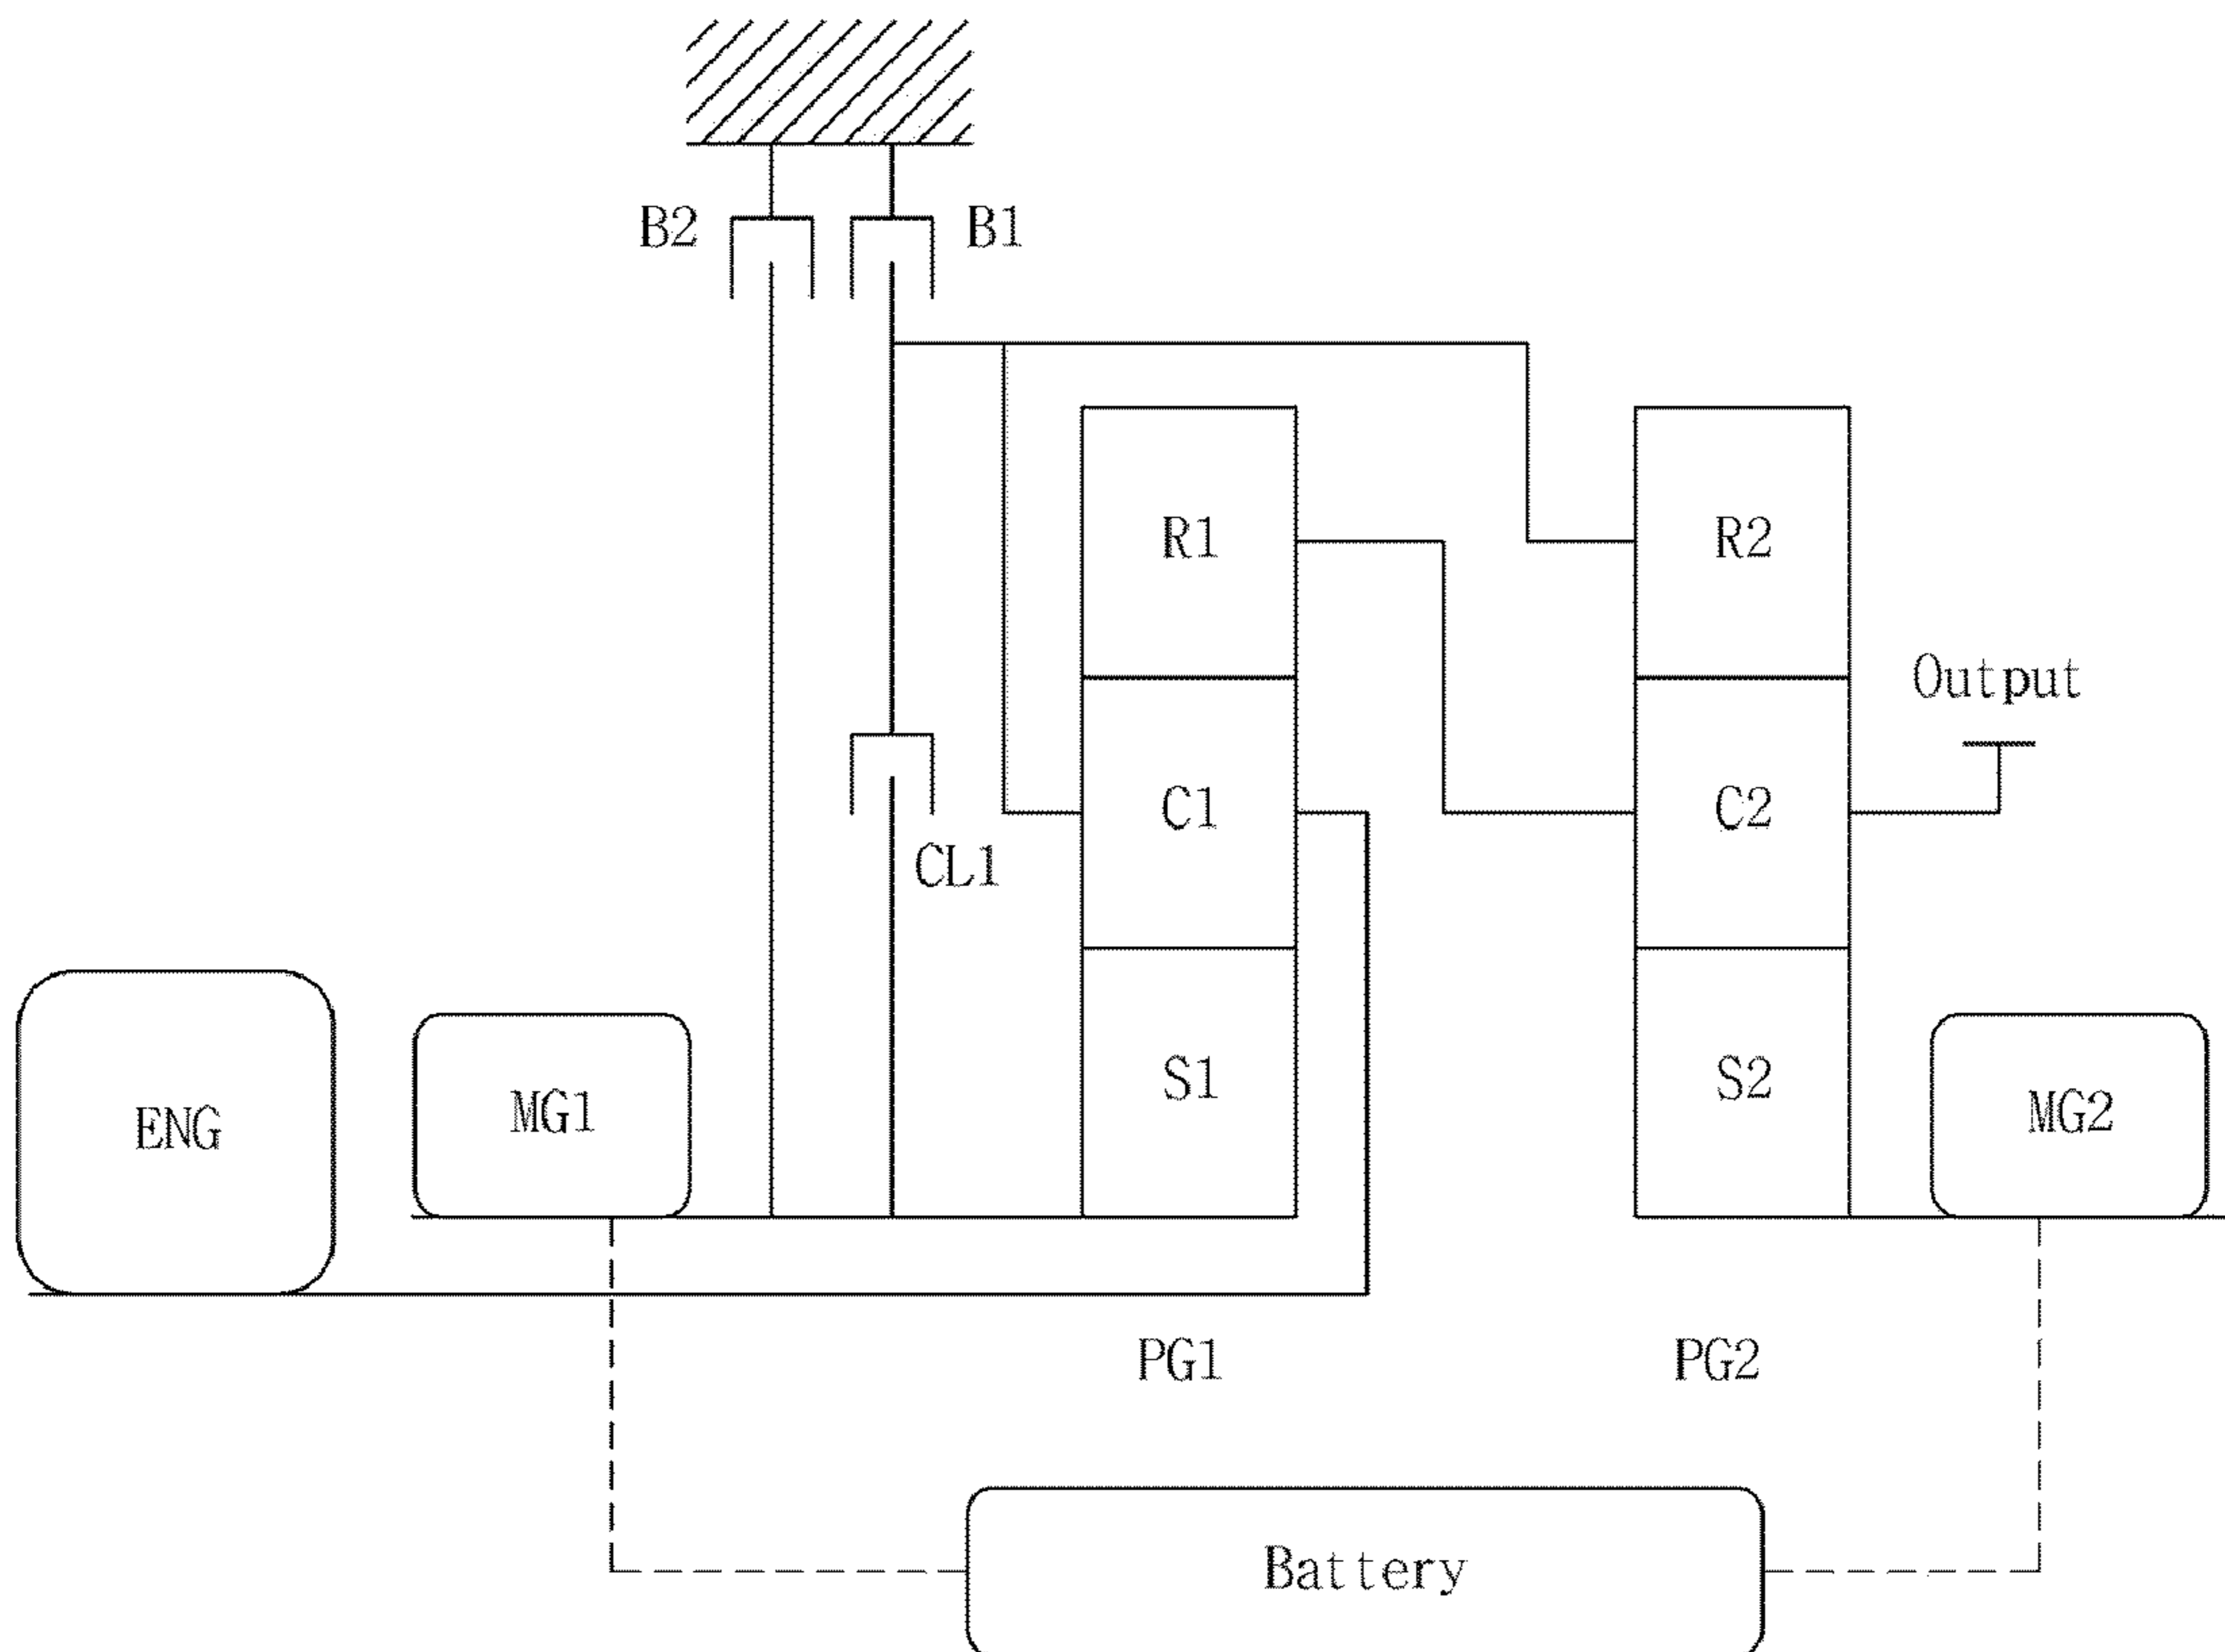 B2
B1
R1
R2
Output
C1
C2
CL1
S1
S2
ENG
MG1
MG2
PG1
PG2
Battery